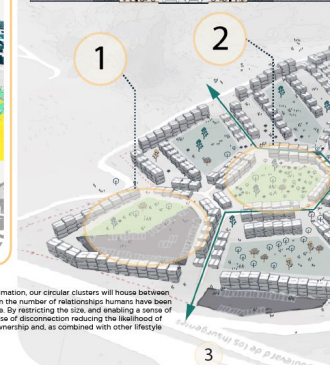 1
2
mation, our circular clusters will house between
n the number of relationships humans have been
e. By restricting the size, and enabling a sense of
se of disconnection reducing the likelihood of
wnership and, as combined with other lifestyle
3